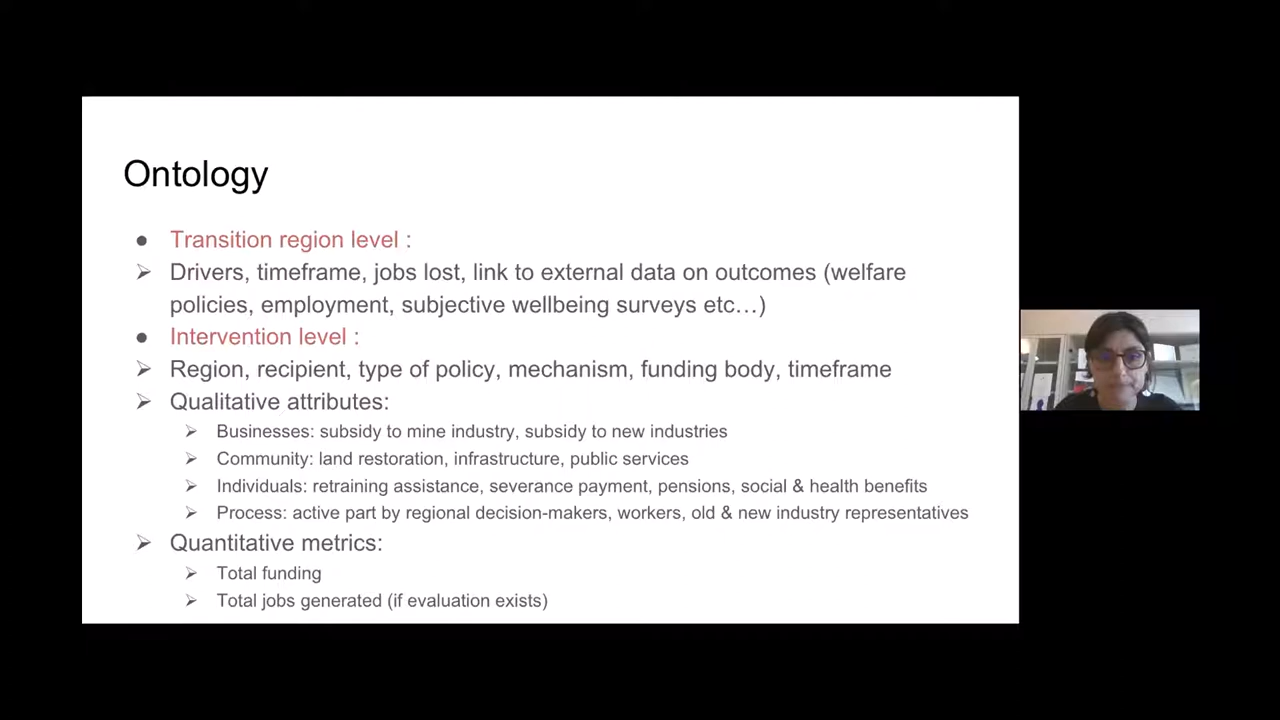 Ontology
● Transition region level :
➢ Drivers, timeframe, jobs lost, link to external data on outcomes (welfare
policies, employment, subjective wellbeing surveys etc…)
● Intervention level :
➢ Region, recipient, type of policy, mechanism, funding body, timeframe
➢ Qualitative attributes:
➢ Businesses: subsidy to mine industry, subsidy to new industries
➢ Community: land restoration, infrastructure, public services
➢ Individuals: retraining assistance, severance payment, pensions, social & health benefits
➢ Process: active part by regional decision-makers, workers, old & new industry representatives
➢ Quantitative metrics:
➢ Total funding
➢ Total jobs generated (if evaluation exists)